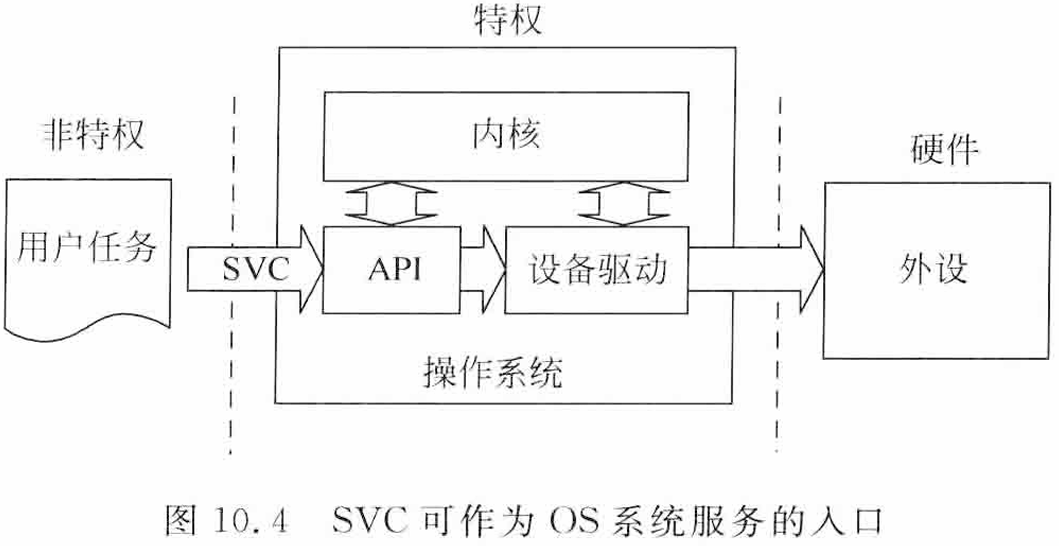 特权
非特权
内核
硬件
用户任务
SVC
API
设备驱动
外设
操作系统
图 10.4 SVC 可作为 OS 系统服务的入口